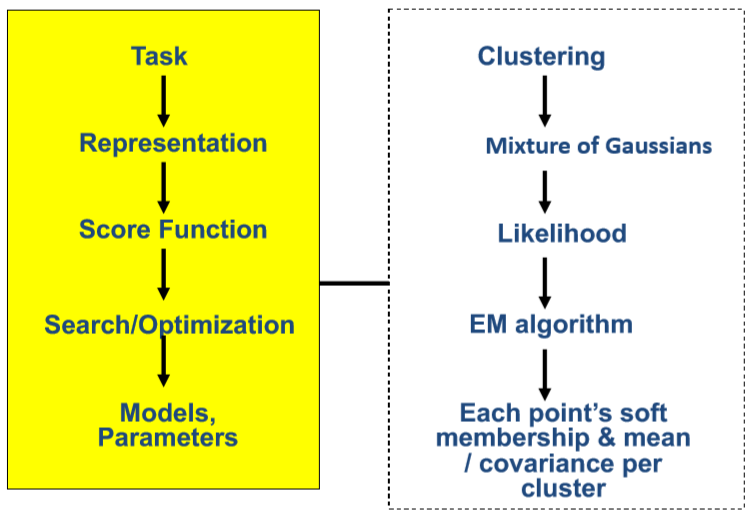 Task
Representation
Score Function
Search/Optimization
Models,
Parameters
Clustering
Mixture of Gaussians
Likelihood
EM algorithm
Each point’s soft
membership & mean
/ covariance per
cluster